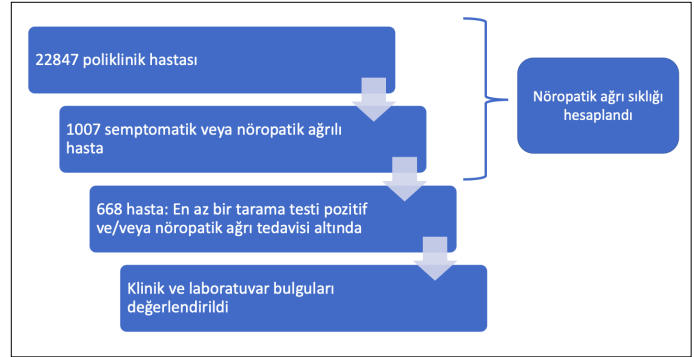 22847 poliklinik hastası
1007 semptomatik veya nöropatik ağrılı
hasta
668 hasta: En az bir tarama testi pozitif
ve/veya nöropatik ağrı tedavisi altında
Klinik ve laboratuvar bulguları
değerlendirildi
Nöropatik ağrı sıklığı
hesaplandı